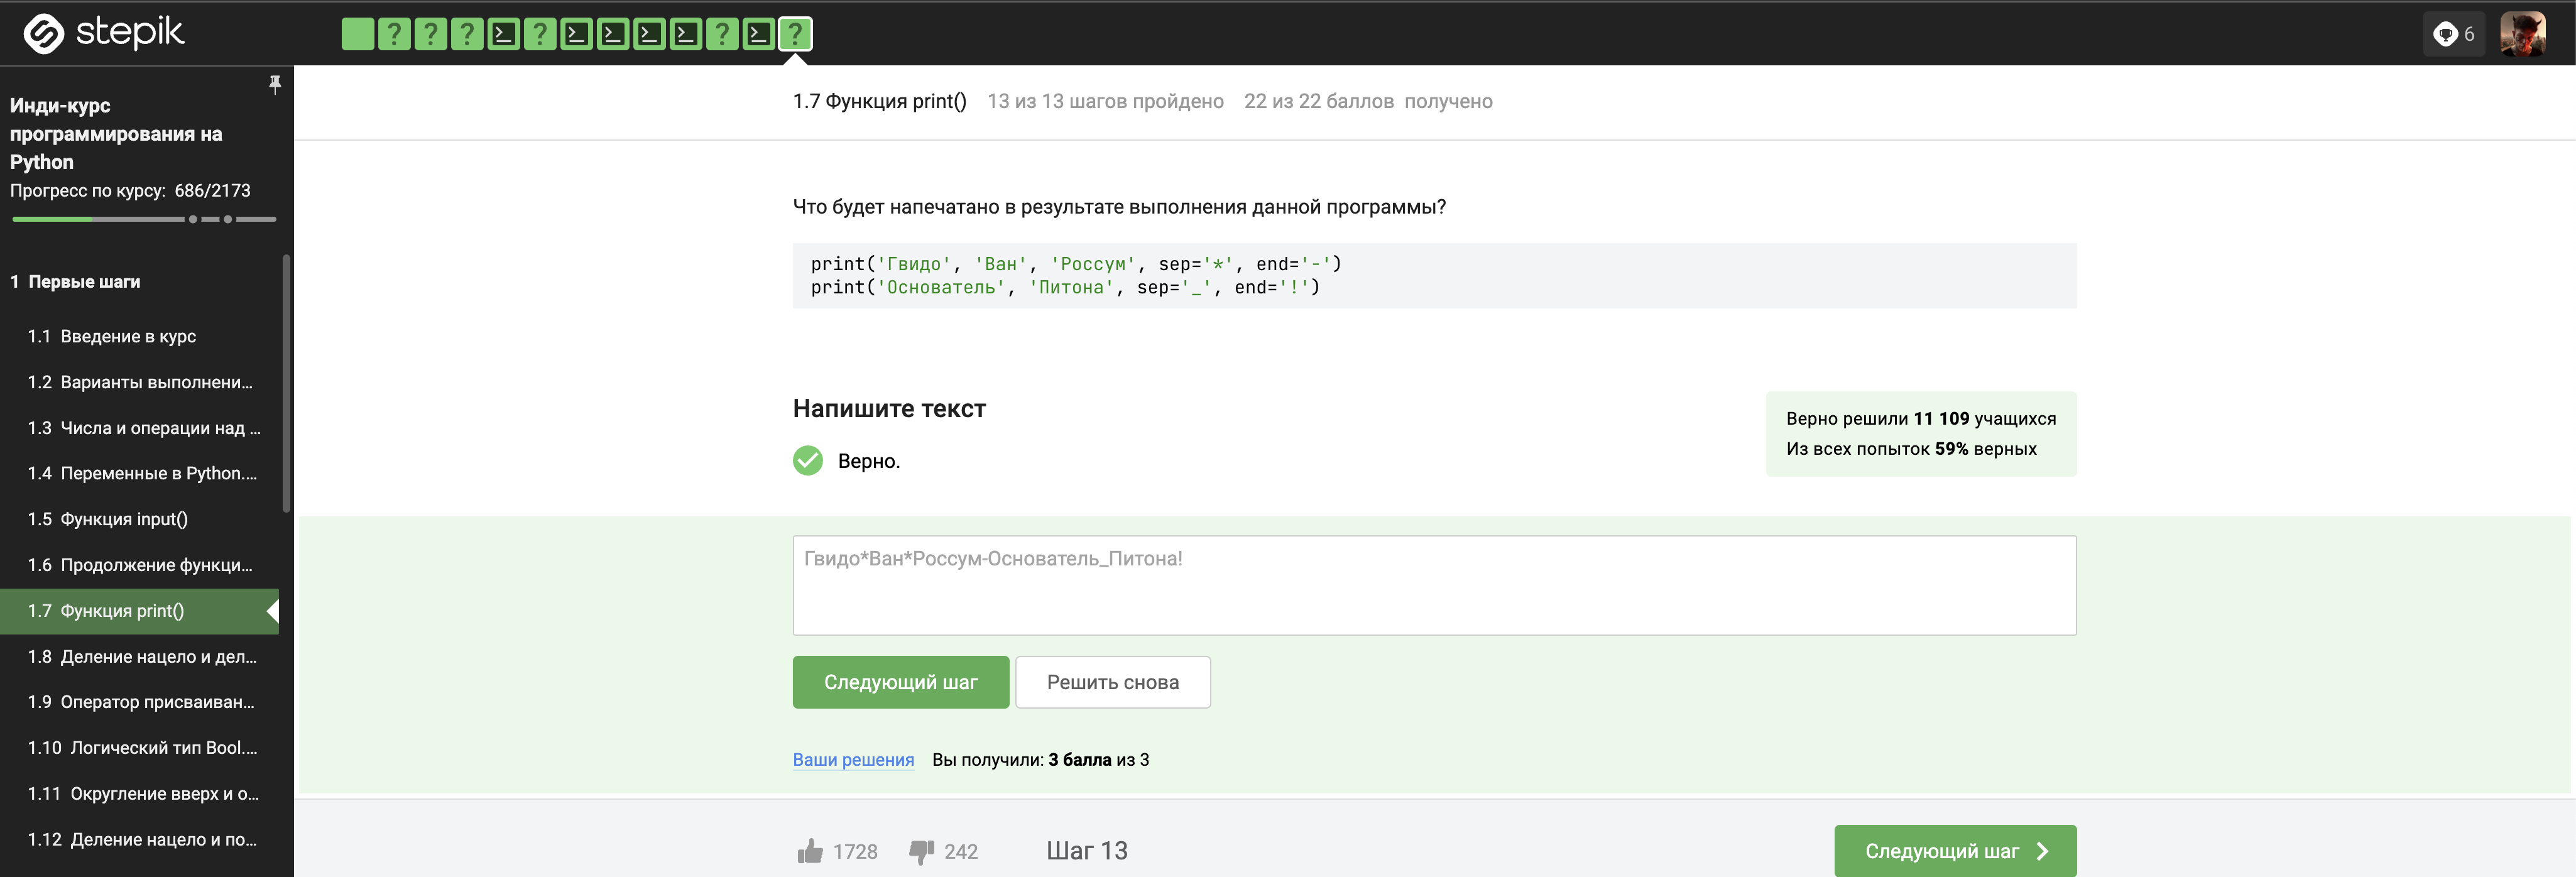 stepik
6
Инди-курс
программирования на
Python
Прогресс по курсу: 686/2173
1 Первые шаги
1.1 Введение в курс
1.2 Варианты выполнени...
1.3 Числа и операции над ...
1.4 Переменные в Python....
1.5 Функция input()
1.6 Продолжение функци...
1.7 Функция print()
1.8 Деление нацело и дел...
1.9 Оператор присваиван...
1.10 Логический тип Bool....
1.11 Округление вверх и о...
1.12 Деление нацело и по...
1.7 Функция print() 13 из 13 шагов пройдено 22 из 22 баллов получено
Что будет напечатано в результате выполнения данной программы?
print('Гвидо', 'Ван', 'Россум', sep='*', end='-')
print('Основатель', 'Питона', sep='_', end='!')
Напишите текст
Верно.
Верно решили 11 109 учащихся
Из всех попыток 59% верных
Гвидо*Ван*Россум-Основатель_Питона!
Следующий шаг Решить снова
Ваши решения Вы получили: 3 балла из 3
1728 242 Шаг 13 Следующий шаг